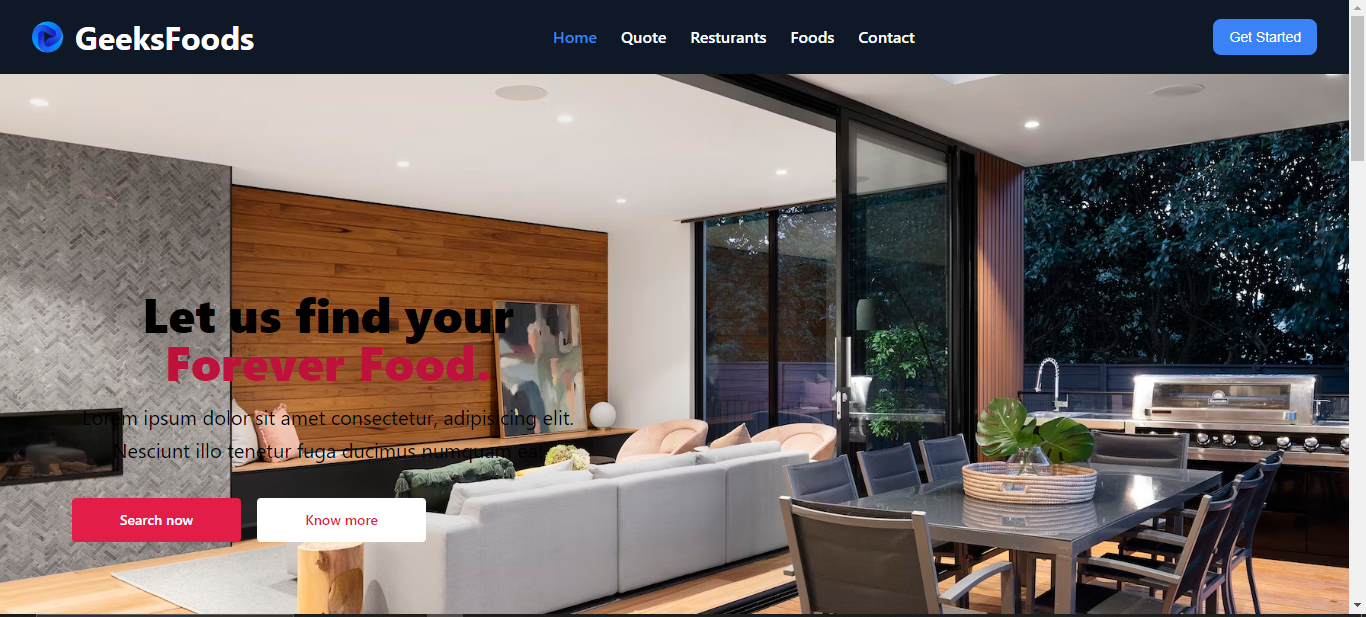 GeeksFoods
Home Quote Resturants Foods Contact
Get Started
Let us find your
Forever Food.
Lorem ipsum dolor sit amet consectetur, adipisicing elit.
Nesciunt illo tenetur fuga ducimus numquam ea
Search now
Know more